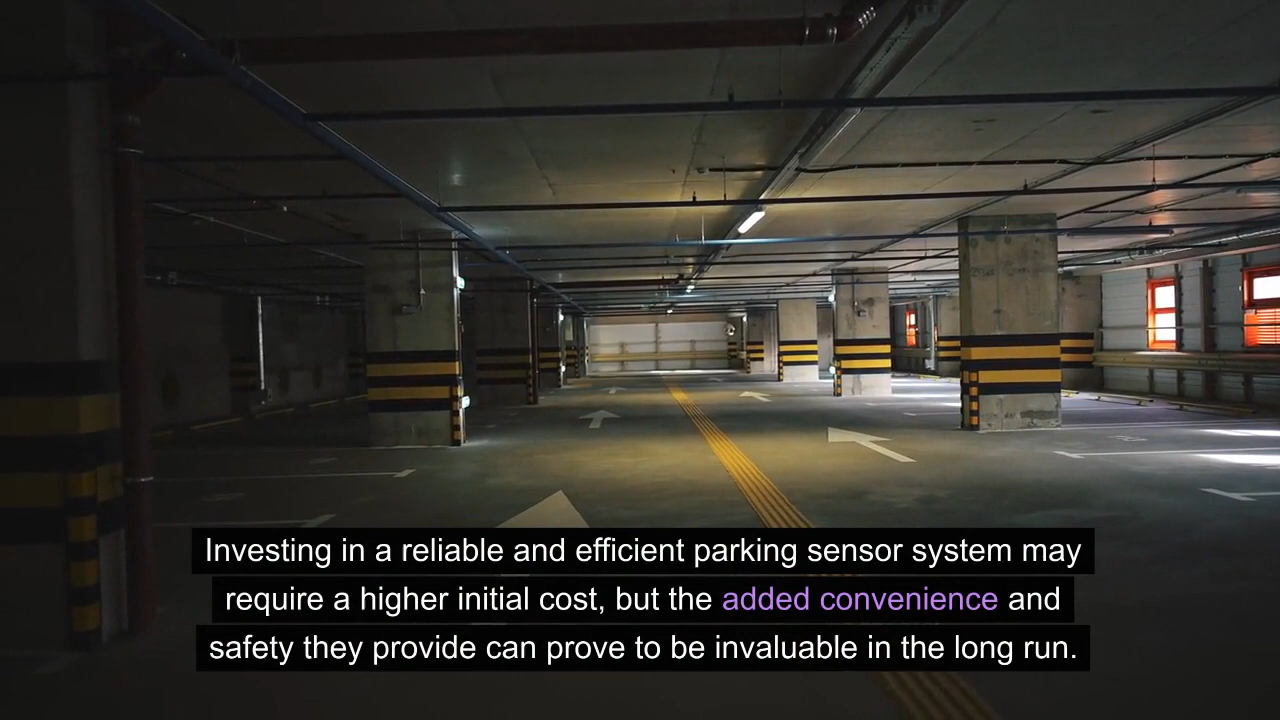 Investing in a reliable and efficient parking sensor system may
require a higher initial cost, but the added convenience and
safety they provide can prove to be invaluable in the long run.